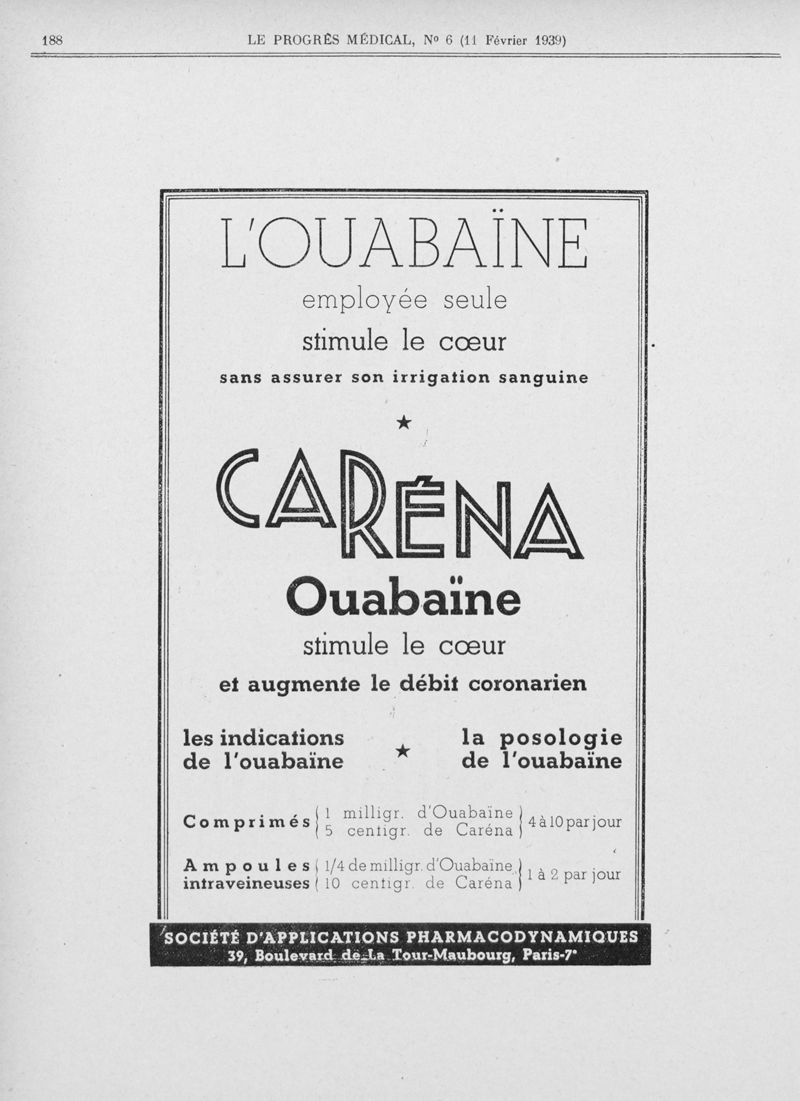 188
LE PROGRÈS MÉDICAL, Nº 6 (11 Février 1939)
L'OUABAÏNE
employée seule
stimule le cœur
sans assurer son irrigation sanguine
★
CARÉNA
Ouabaïne
stimule le cœur
et augmente le débit coronarien
les indications
de l'ouabaïne
★
la posologie
de l'ouabaïne
Comprimés { 1 milligr. d'Ouabaïne } 4 à 10 par jour
5 centigr. de Caréna
Ampoules { 1/4 de milligr. d'Ouabaïne } 1 à 2 par jour
intraveineuses 10 centigr. de Caréna
SOCIÉTÉ D'APPLICATIONS PHARMACODYNAMIQUES
39, Boulevard de La Tour-Maubourg, Paris-7ᵉ